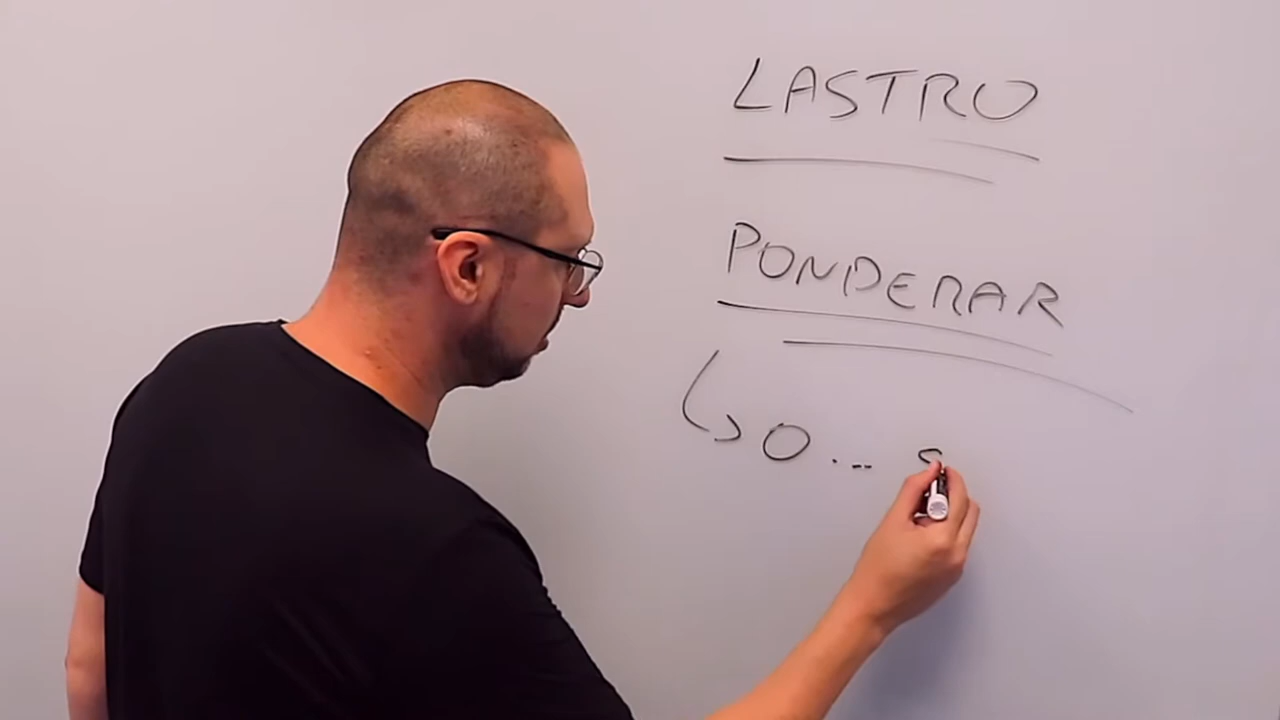 LASTRO
PONDERAR
↳ O ...